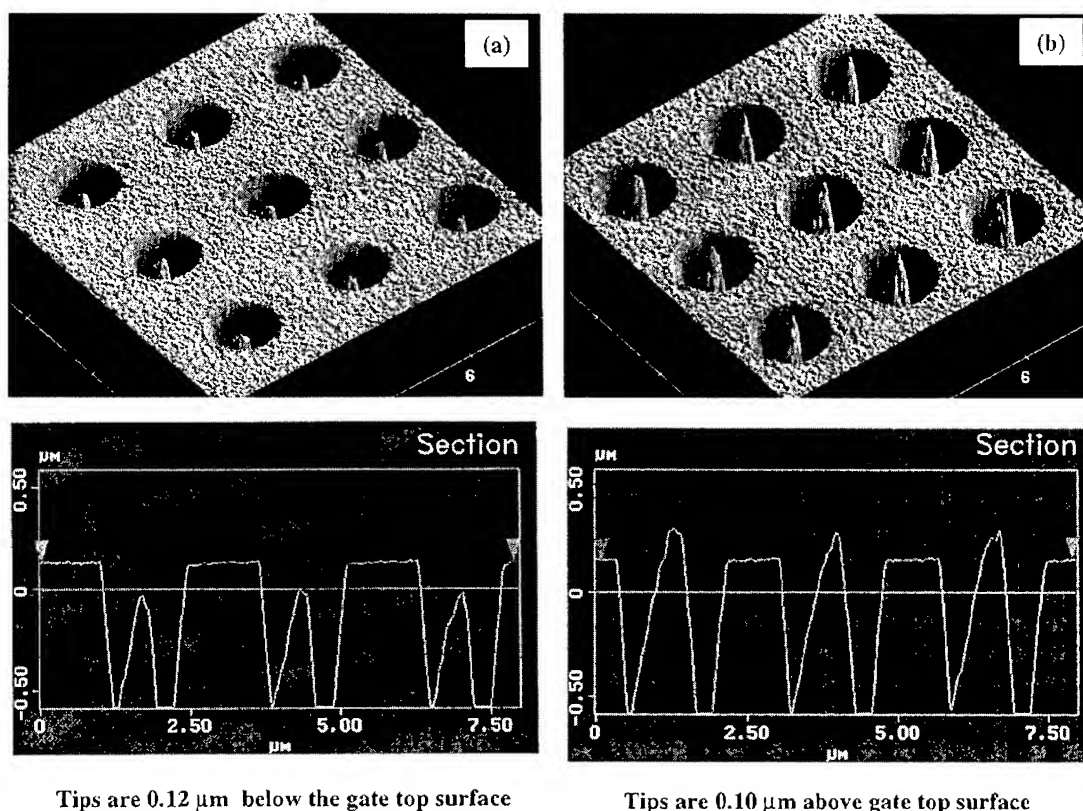 (a)
(b)
6
6
Section
µM
0.50
0
-0.50
0
2.50
5.00
7.50
µM
Section
µM
0.50
0
-0.50
0
2.50
5.00
7.50
µM
Tips are 0.12 µm below the gate top surface
Tips are 0.10 µm above gate top surface